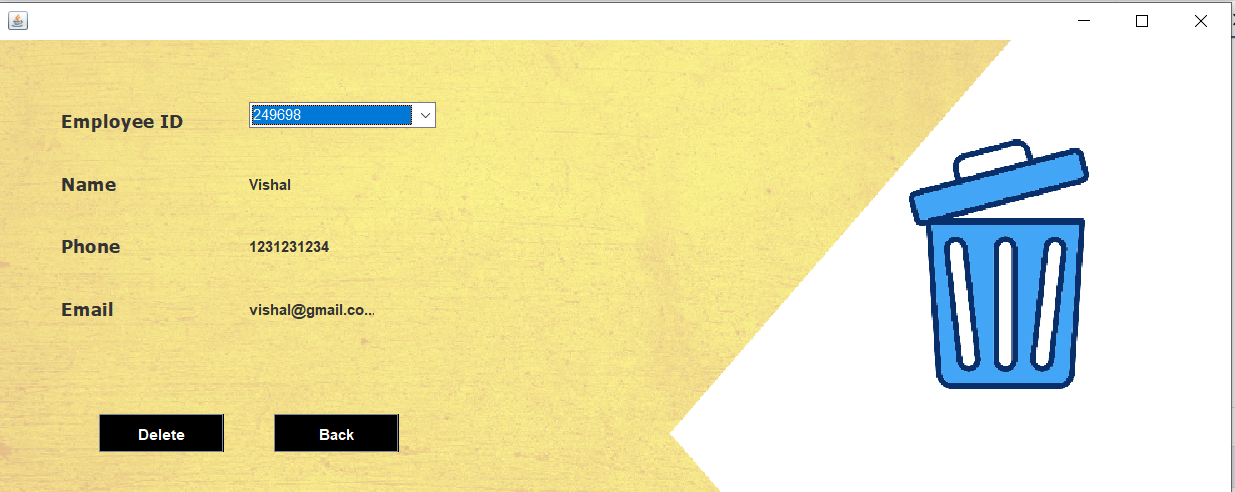 Employee ID 249698
Name Vishal
Phone 1231231234
Email vishal@gmail.co...
Delete Back